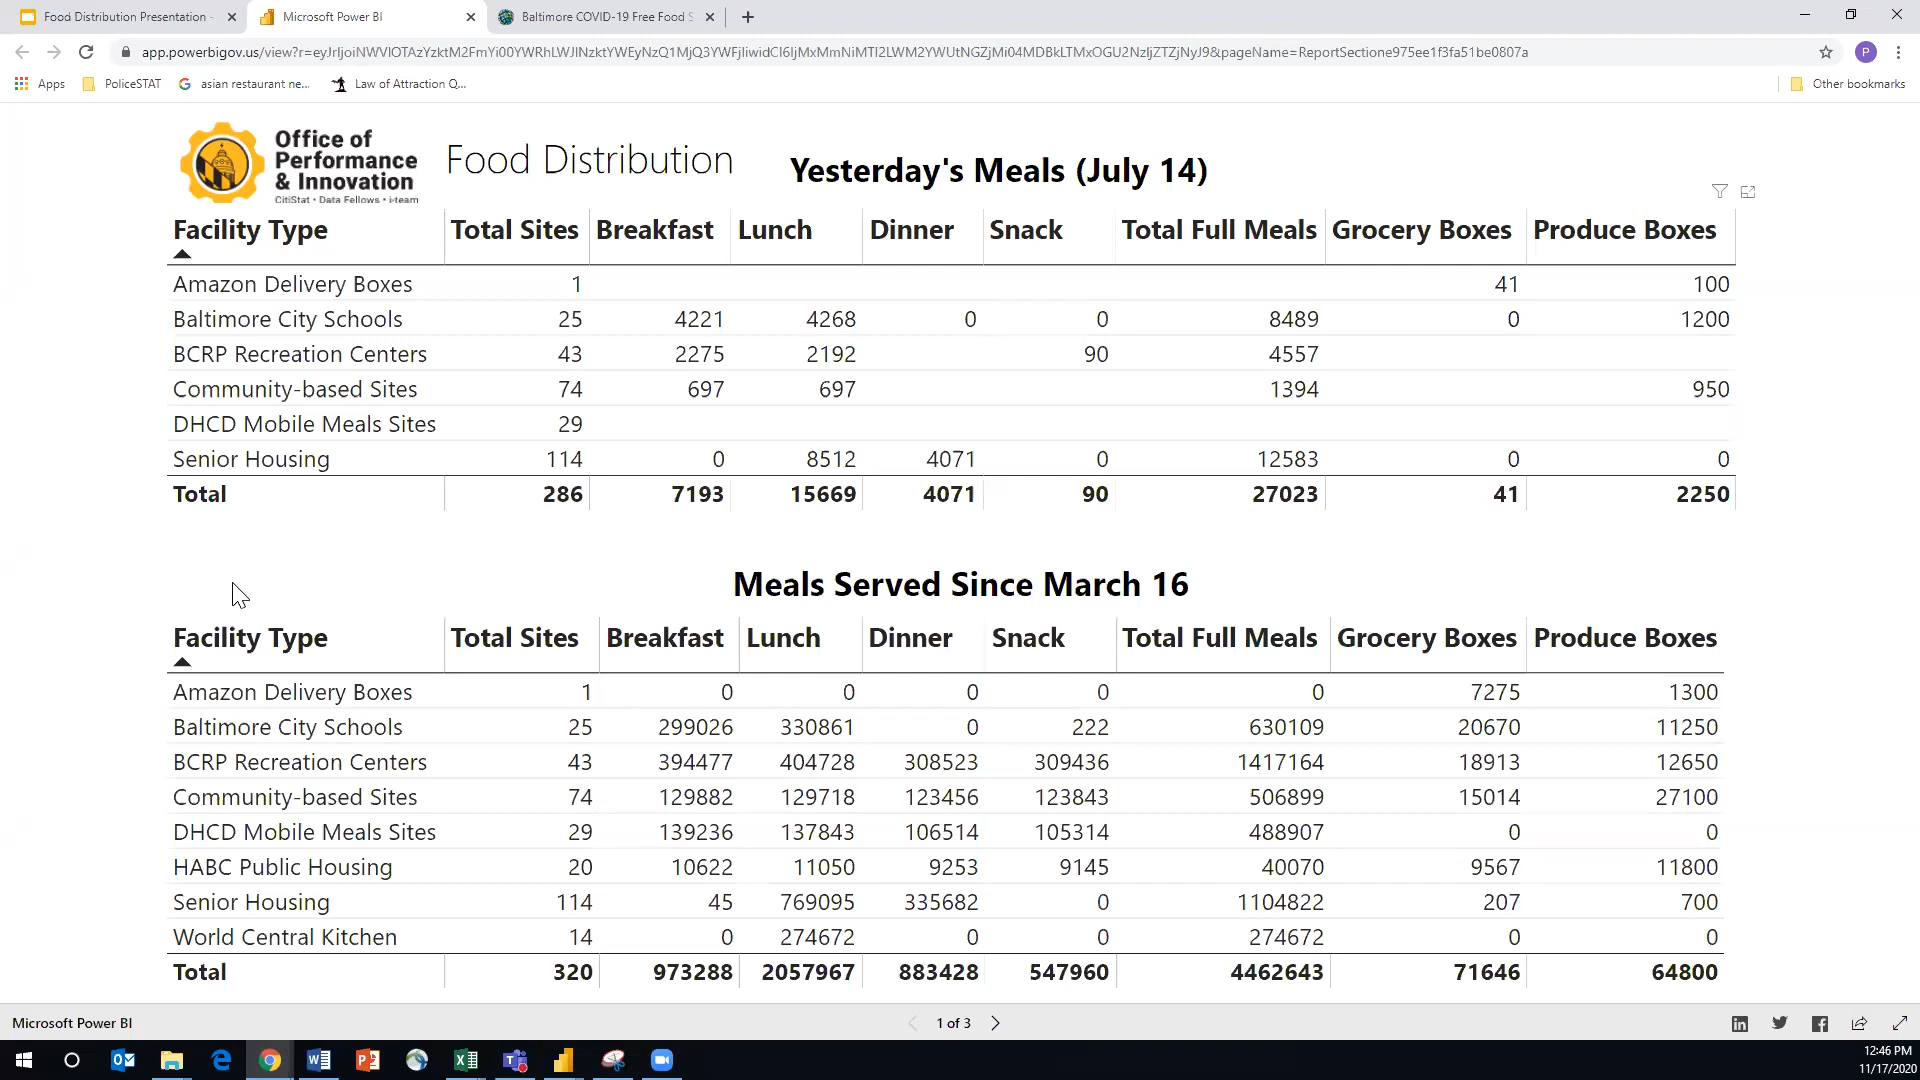 Food Distribution Presentation -
Microsoft Power BI
Baltimore COVID-19 Free Food S
Apps PoliceSTAT asian restaurant ne... Law of Attraction Q... Other bookmarks
P
Office of
Performance
& Innovation
CitiStat • Data Fellows • i-team
Food Distribution
Yesterday's Meals (July 14)
Facility Type Total Sites Breakfast Lunch Dinner Snack Total Full Meals Grocery Boxes Produce Boxes
Amazon Delivery Boxes 1 41 100
Baltimore City Schools 25 4221 4268 0 0 8489 0 1200
BCRP Recreation Centers 43 2275 2192 90 4557
Community-based Sites 74 697 697 1394 950
DHCD Mobile Meals Sites 29
Senior Housing 114 0 8512 4071 0 12583 0 0
Total 286 7193 15669 4071 90 27023 41 2250
Meals Served Since March 16
Facility Type Total Sites Breakfast Lunch Dinner Snack Total Full Meals Grocery Boxes Produce Boxes
Amazon Delivery Boxes 1 0 0 0 0 0 7275 1300
Baltimore City Schools 25 299026 330861 0 222 630109 20670 11250
BCRP Recreation Centers 43 394477 404728 308523 309436 1417164 18913 12650
Community-based Sites 74 129882 129718 123456 123843 506899 15014 27100
DHCD Mobile Meals Sites 29 139236 137843 106514 105314 488907 0 0
HABC Public Housing 20 10622 11050 9253 9145 40070 9567 11800
Senior Housing 114 45 769095 335682 0 1104822 207 700
World Central Kitchen 14 0 274672 0 0 274672 0 0
Total 320 973288 2057967 883428 547960 4462643 71646 64800
Microsoft Power BI
1 of 3
12:46 PM
11/17/2020